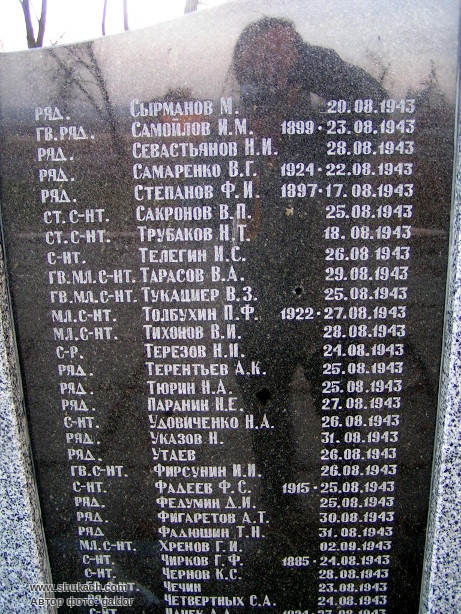 РЯД. СЫРМАНОВ М. 20.08.1943
ГВ.РЯД. САМОЙЛОВ И.М. 1899-23.08.1943
РЯД. СЕВАСТЬЯНОВ Н.И. 28.08.1943
РЯД. САМАРЕНКО В.Г. 1924-22.08.1943
РЯД. СТЕПАНОВ Ф.И. 1897-17.08.1943
СТ.С-НТ. САКРОНОВ В.П. 25.08.1943
СТ.С-НТ. ТРУБАКОВ Н.Т. 18.08.1943
С-НТ. ТЕЛЕГИН И.С. 26.08.1943
ГВ.МЛ.С-НТ. ТАРАСОВ В.А. 29.08.1943
ГВ.МЛ.С-НТ. ТУКАЦИЕР В.З. 25.08.1943
МЛ.С-НТ. ТОЛБУХИН П.Ф. 1922-27.08.1943
МЛ.С-НТ. ТИХОНОВ В.И. 28.08.1943
С-Р. ТЕРЕЗОВ Н.И. 24.08.1943
РЯД. ТЕРЕНТЬЕВ А.К. 25.08.1943
РЯД. ТЮРИН Н.А. 25.08.1943
РЯД. ПАРАНИН Н.Е. 27.08.1943
С-НТ. УДОВИЧЕНКО Н.А. 26.08.1943
РЯД. УКАЗОВ Н. 31.08.1943
РЯД. УТАЕВ 26.08.1943
ГВ.С-НТ. ФИРСУНИН И.И. 26.08.1943
С-НТ. ФАДЕЕВ Ф.С. 1915-25.08.1943
РЯД. ФЕДУМИН Д.И. 25.08.1943
РЯД. ФИГАРЕТОВ А.Т. 30.08.1943
РЯД. ФАДЮШИН Т.Н. 31.08.1943
МЛ.С-НТ. ХРЕНОВ Г.И. 02.09.1943
С-НТ. ЧИРКОВ Г.Ф. 1885-24.08.1943
С-НТ. ЧЕРНОВ К.С. 28.08.1943
С-НТ. ЧЕЧИН 23.08.1943
ЧЕТВЕРТНЫХ С.А. 24.08.1943
www.shukach.com
Автор фото: